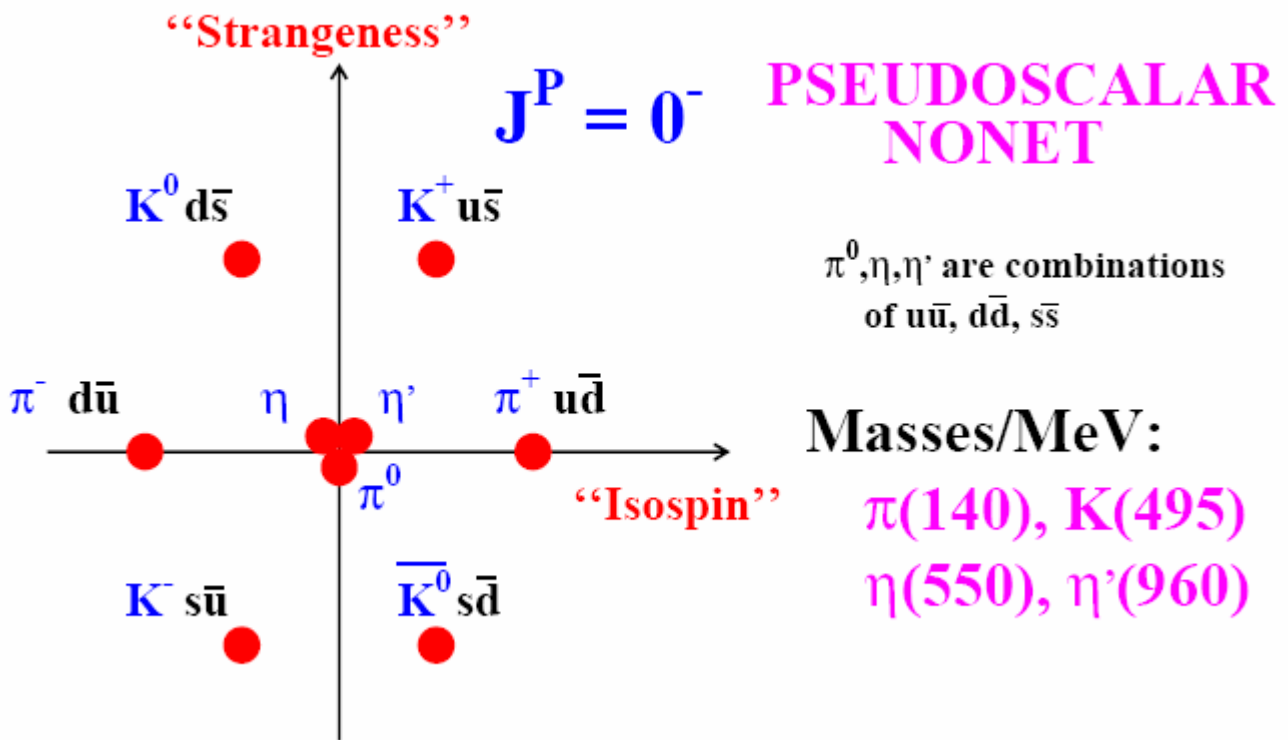 “Strangeness”
J^P = 0^-
PSEUDOSCALAR
NONET
K^0 ds̄
K^+ us̄
π^0,η,η’ are combinations
of uū, dd̄, ss̄
π^- dū
η
η’
π^+ ud̄
π^0
“Isospin”
Masses/MeV:
π(140), K(495)
η(550), η’(960)
K^- sū
K̅^0̅ sd̄